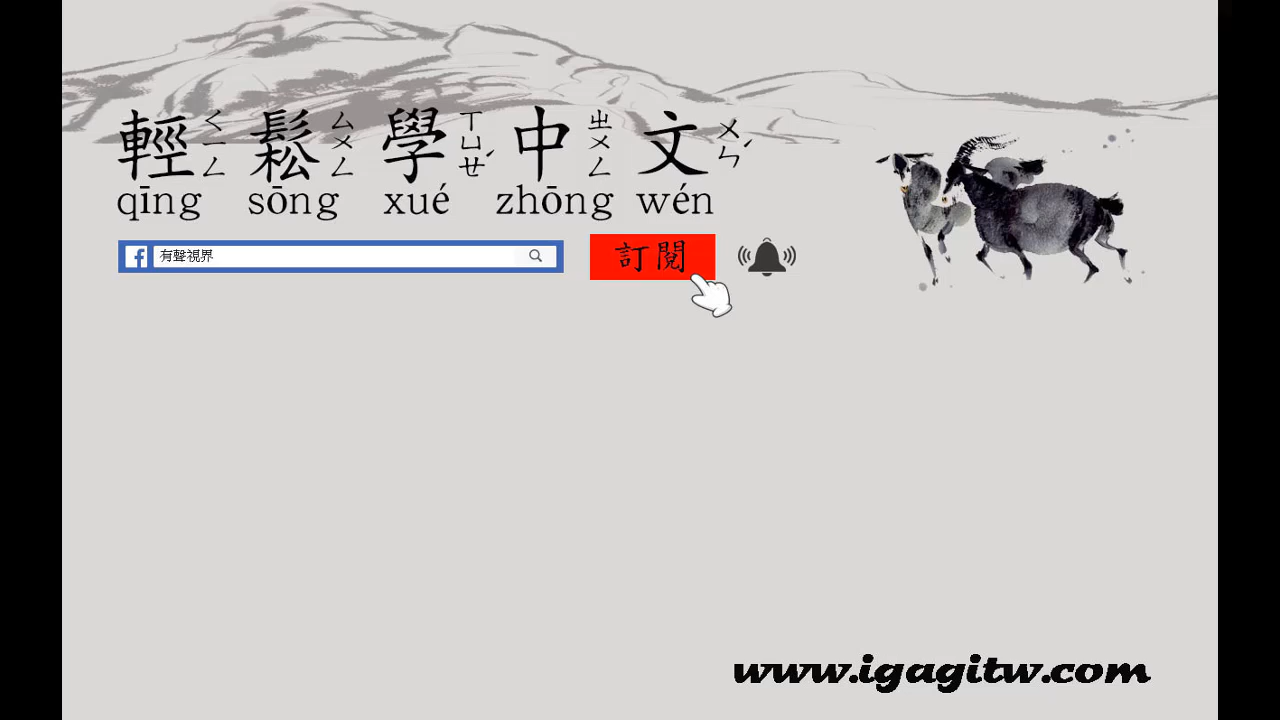 輕ㄑㄧㄥ 鬆ㄙㄨㄥ 學ㄒㄩㄝˊ 中ㄓㄨㄥ 文ㄨㄣˊ
qīng sōng xué zhōng wén
有聲視界
訂閱
www.igagitw.com